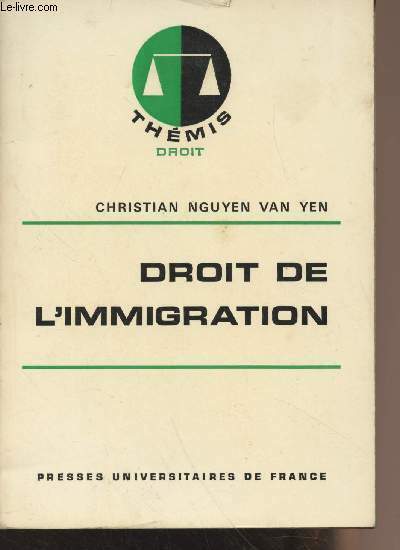 Le-livre.com
THÉMIS
DROIT
CHRISTIAN NGUYEN VAN YEN
DROIT DE
L'IMMIGRATION
PRESSES UNIVERSITAIRES DE FRANCE